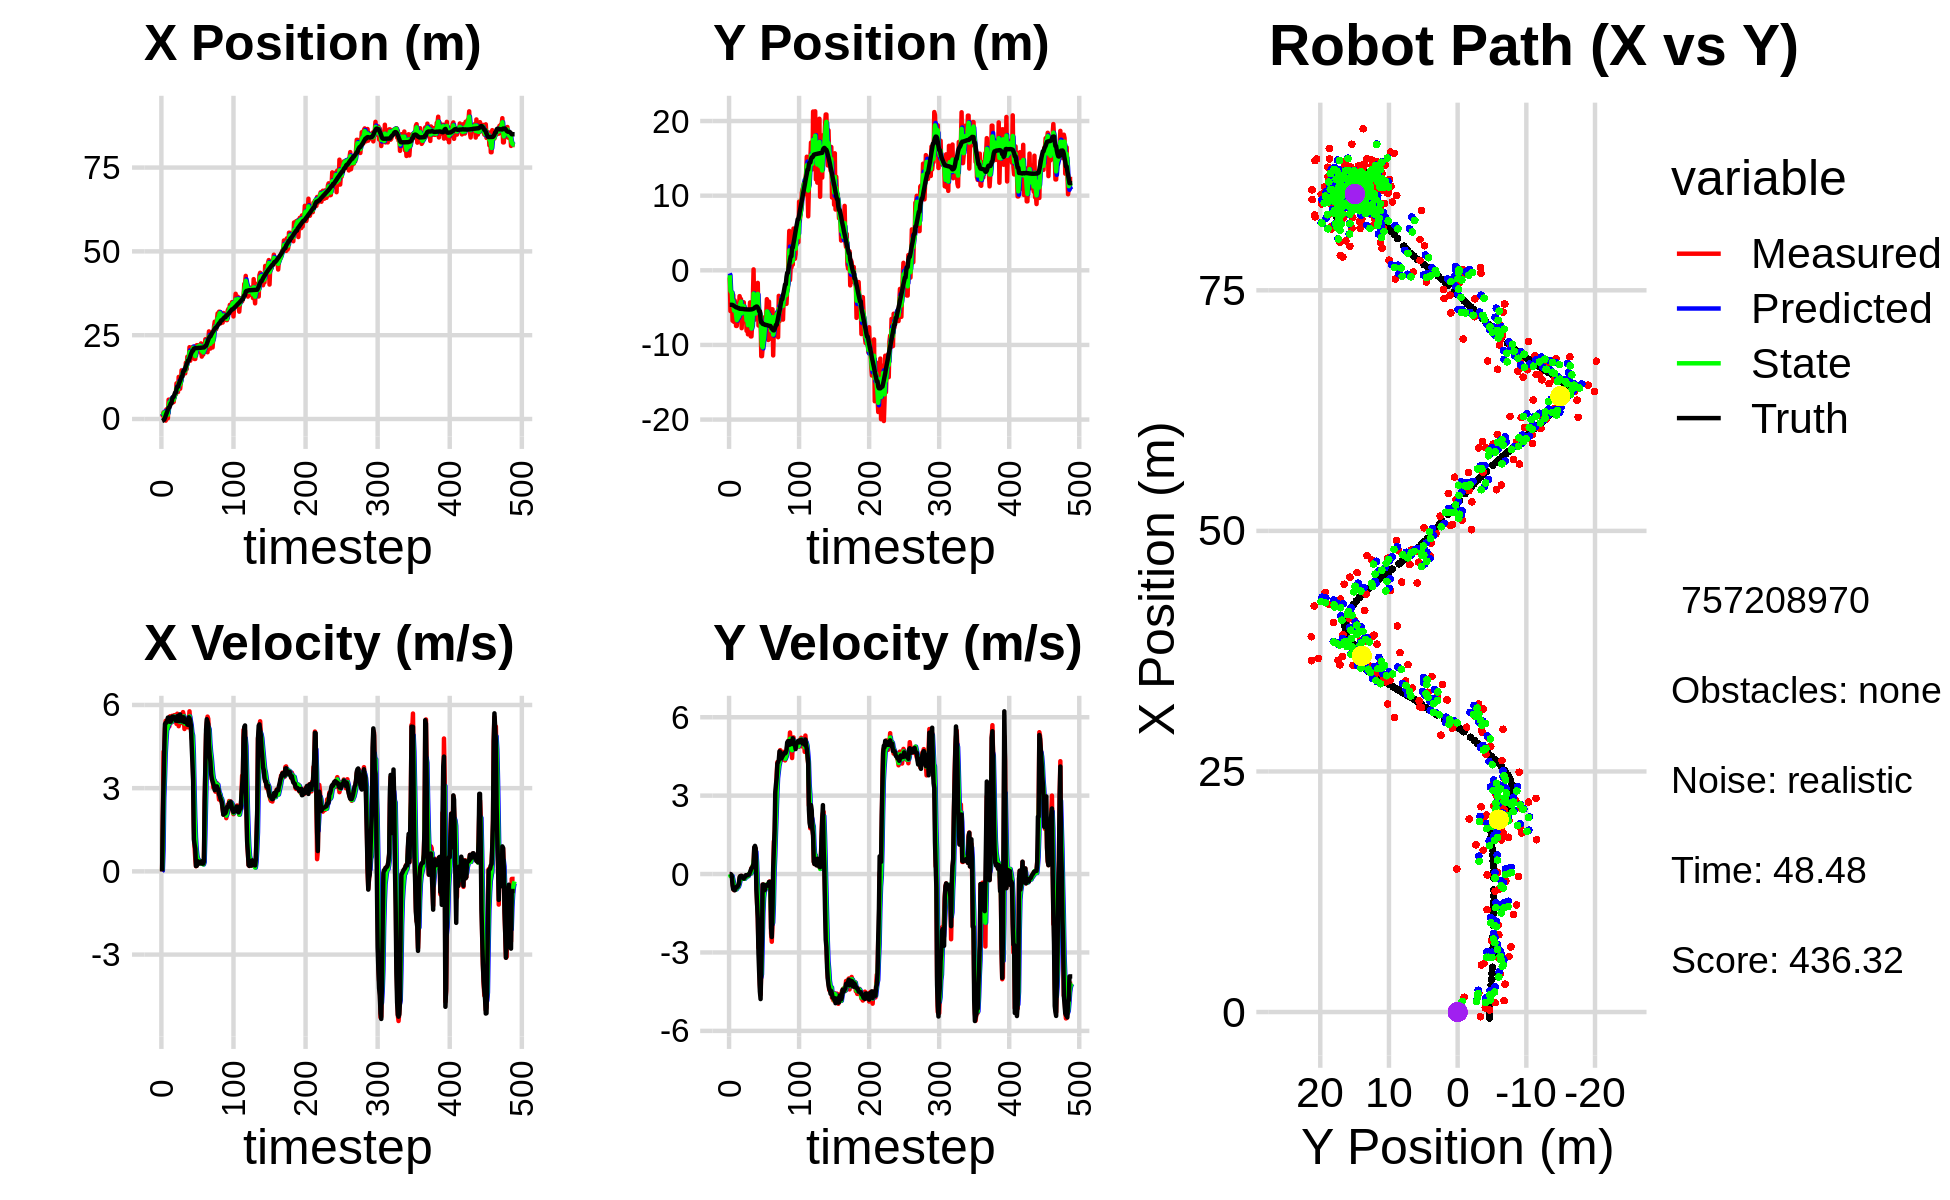 X Position (m)
75
50
25
0
0
100
200
300
400
500
timestep
Y Position (m)
20
10
0
-10
-20
0
100
200
300
400
500
timestep
X Velocity (m/s)
6
3
0
-3
0
100
200
300
400
500
timestep
Y Velocity (m/s)
6
3
0
-3
-6
0
100
200
300
400
500
timestep
Robot Path (X vs Y)
X Position (m)
75
50
25
0
20 10 0 -10 -20
Y Position (m)
variable
Measured
Predicted
State
Truth
757208970
Obstacles: none
Noise: realistic
Time: 48.48
Score: 436.32